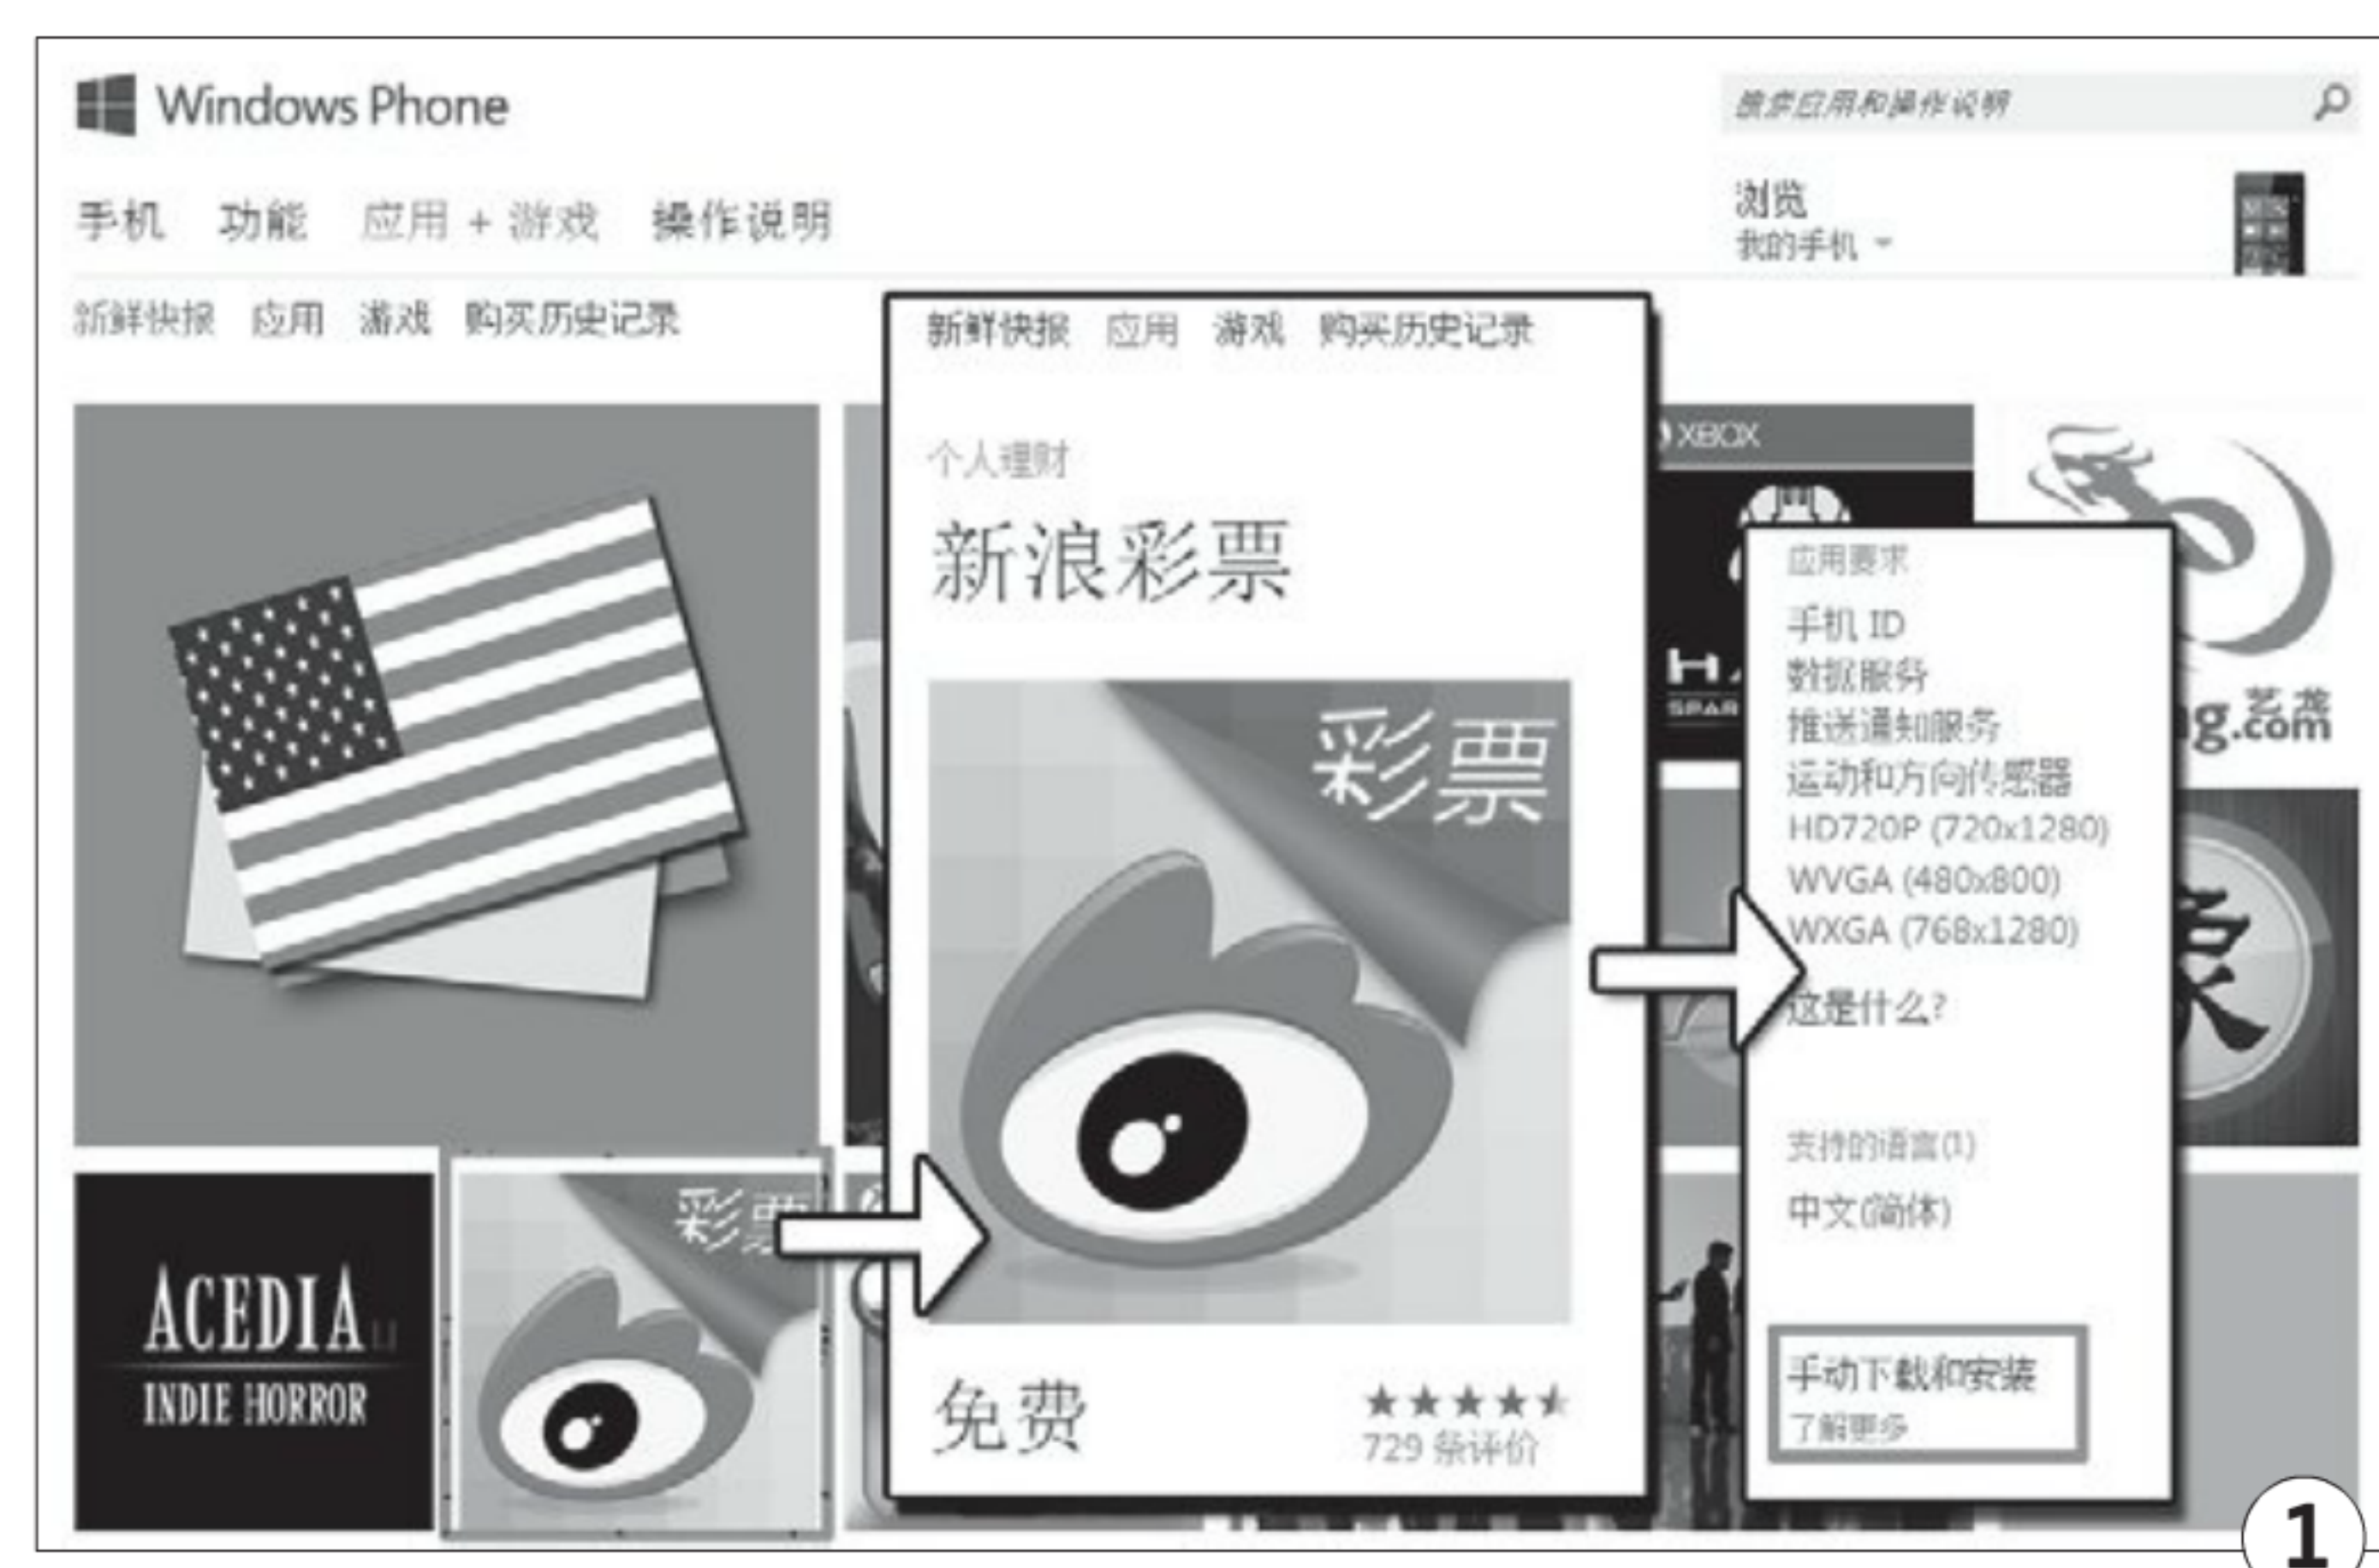 Windows Phone
搜索应用和操作说明
手机 功能 应用 + 游戏 操作说明
浏览
我的手机
新鲜快报 应用 游戏 购买历史记录
新鲜快报 应用 游戏 购买历史记录
个人理财
新浪彩票
彩票
免费
729 条评价
XBOX
H
SPAR
艺龙
g.com
应用要求
手机 ID
数据服务
推送通知服务
运动和方向传感器
HD720P (720x1280)
WVGA (480x800)
WXGA (768x1280)
这是什么?
支持的语言(1)
中文(简体)
手动下载和安装
了解更多
ACEDIA
INDIE HORROR
彩票
1